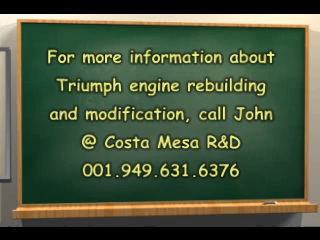 For more information about
Triumph engine rebuilding
and modification, call John
@ Costa Mesa R&D
001.949.631.6376